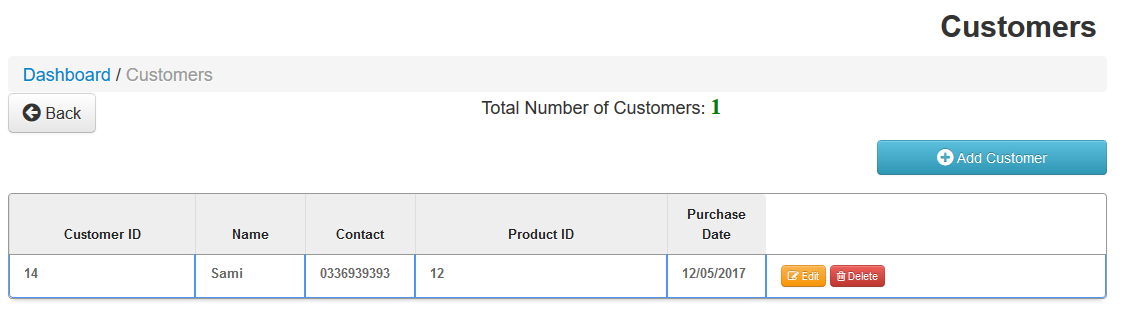 Customers
Dashboard / Customers
Back
Total Number of Customers: 1
Add Customer
Customer ID Name Contact Product ID Purchase Date
14 Sami 0336939393 12 12/05/2017 Edit Delete